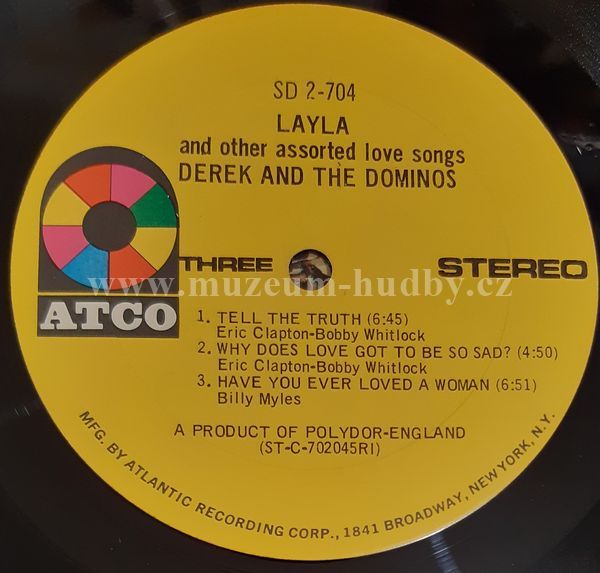 SD 2-704
LAYLA
and other assorted love songs
DEREK AND THE DOMINOS
THREE
STEREO
www.muzeum-hudby.cz
ATCO
1. TELL THE TRUTH (6:45)
Eric Clapton-Bobby Whitlock
2. WHY DOES LOVE GOT TO BE SO SAD? (4:50)
Eric Clapton-Bobby Whitlock
3. HAVE YOU EVER LOVED A WOMAN (6:51)
Billy Myles
A PRODUCT OF POLYDOR-ENGLAND
(ST-C-702045RI)
MFG. BY ATLANTIC RECORDING CORP., 1841 BROADWAY, NEW YORK, N.Y.